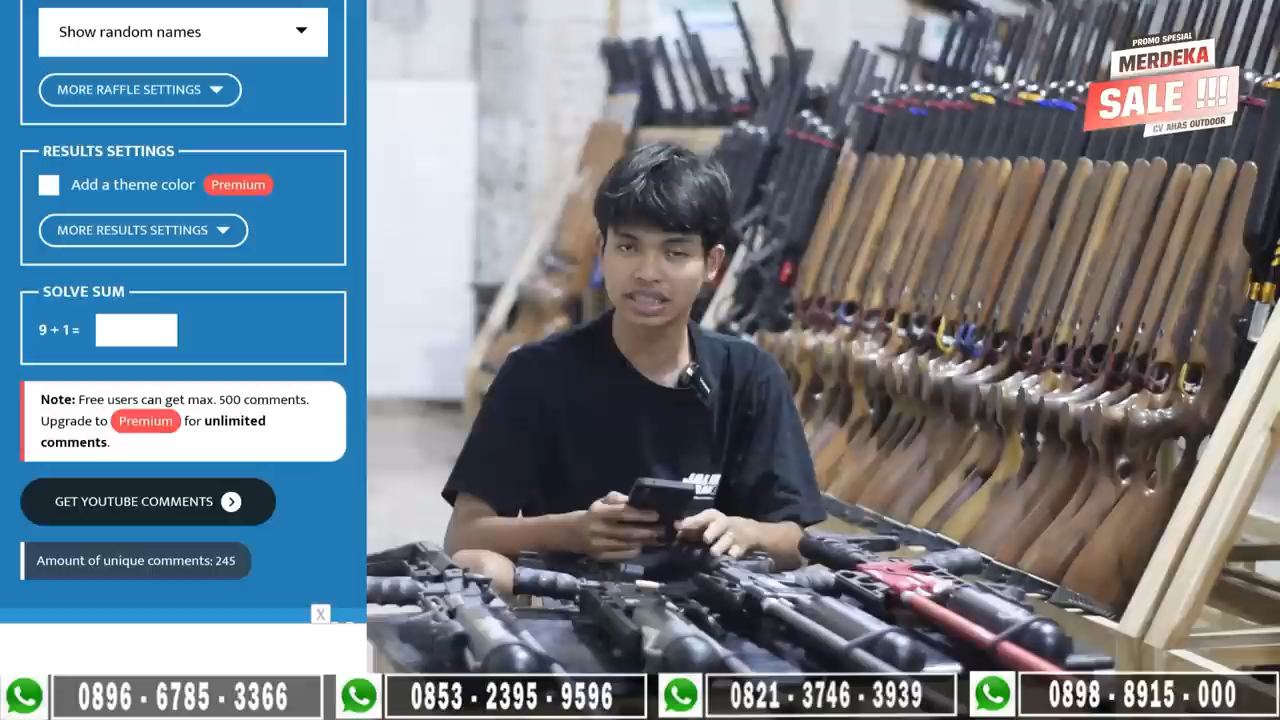 Show random names
MORE RAFFLE SETTINGS
RESULTS SETTINGS
Add a theme color Premium
MORE RESULTS SETTINGS
SOLVE SUM
9 + 1 =
Note: Free users can get max. 500 comments.
Upgrade to Premium for unlimited
comments.
GET YOUTUBE COMMENTS
Amount of unique comments: 245
X
PROMO SPESIAL
MERDEKA
SALE !!!
CV AHAS OUTDOOR
0896 - 6785 - 3366
0853 - 2395 - 9596
0821 - 3746 - 3939
0898 - 8915 - 000